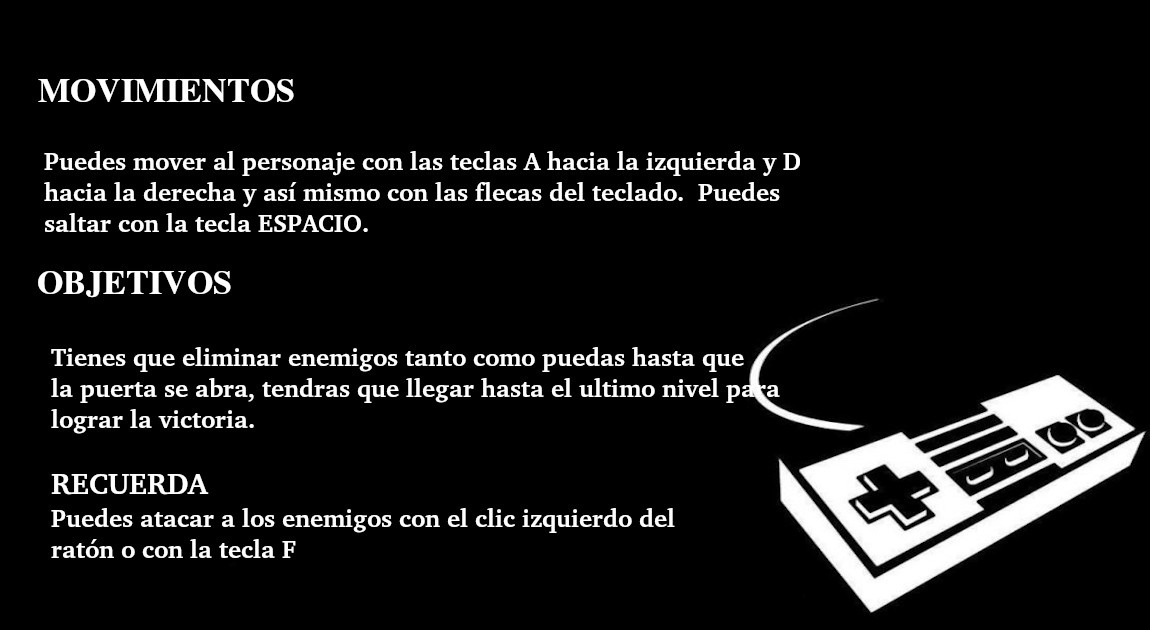 MOVIMIENTOS
Puedes mover al personaje con las teclas A hacia la izquierda y D
hacia la derecha y así mismo con las flecas del teclado.  Puedes
saltar con la tecla ESPACIO.
OBJETIVOS
Tienes que eliminar enemigos tanto como puedas hasta que
la puerta se abra, tendras que llegar hasta el ultimo nivel para
lograr la victoria.
RECUERDA
Puedes atacar a los enemigos con el clic izquierdo del
ratón o con la tecla F